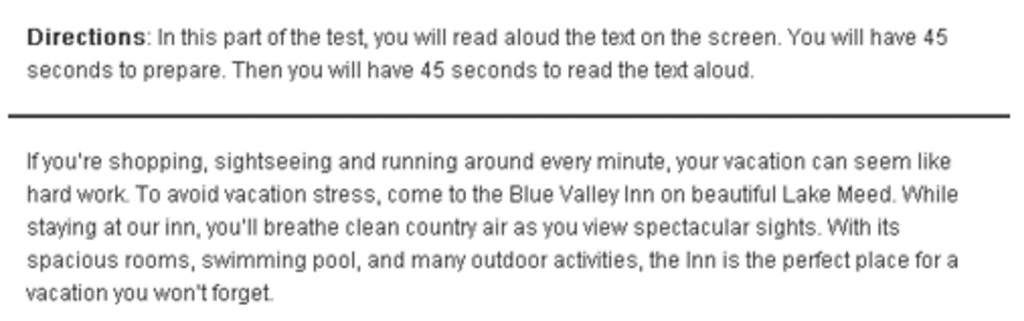 Directions: In this part of the test, you will read aloud the text on the screen. You will have 45
seconds to prepare. Then you will have 45 seconds to read the text aloud.
If you're shopping, sightseeing and running around every minute, your vacation can seem like
hard work. To avoid vacation stress, come to the Blue Valley Inn on beautiful Lake Meed. While
staying at our inn, you'll breathe clean country air as you view spectacular sights. With its
spacious rooms, swimming pool, and many outdoor activities, the Inn is the perfect place for a
vacation you won't forget.